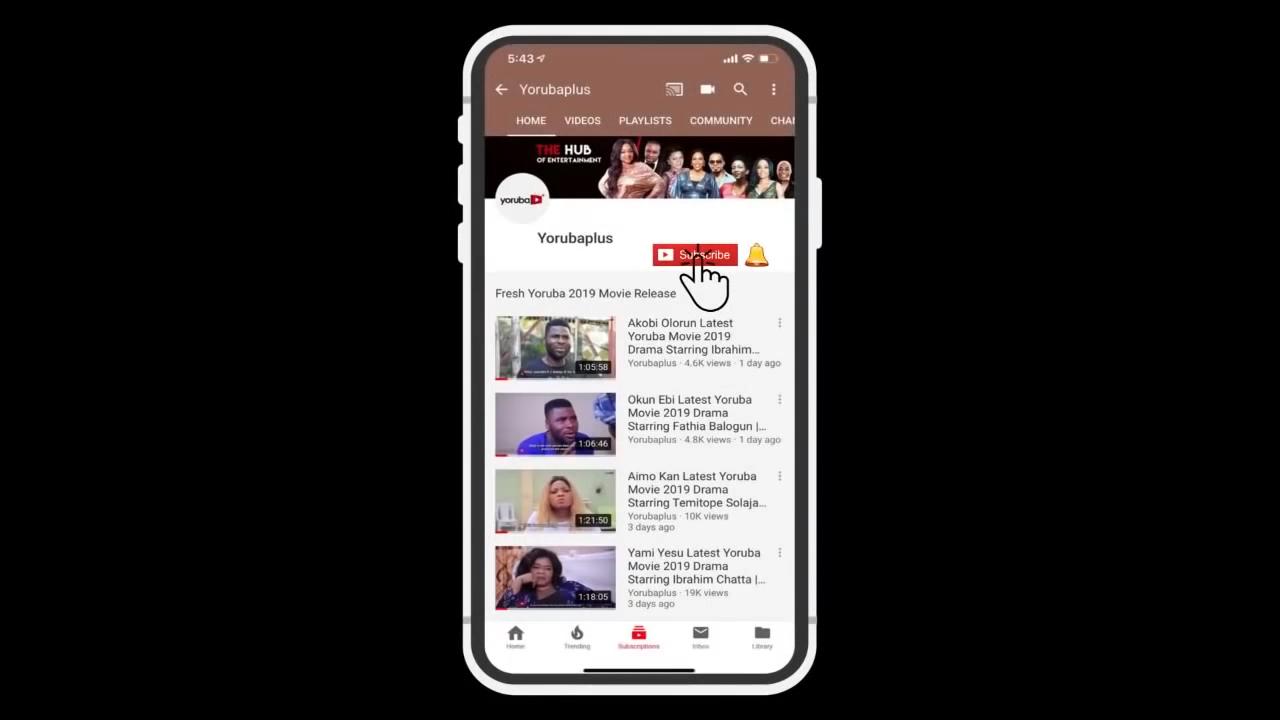 5:43
Yorubaplus
HOME VIDEOS PLAYLISTS COMMUNITY CHAN
THE HUB
OF ENTERTAINMENT
yoruba
Yorubaplus
Subscribe
Fresh Yoruba 2019 Movie Release
Akobi Olorun Latest
Yoruba Movie 2019
Drama Starring Ibrahim...
Yorubaplus · 4.6K views · 1 day ago
1:05:58
Okun Ebi Latest Yoruba
Movie 2019 Drama
Starring Fathia Balogun |...
Yorubaplus · 4.8K views · 1 day ago
1:06:46
Aimo Kan Latest Yoruba
Movie 2019 Drama
Starring Temitope Solaja...
Yorubaplus · 10K views
3 days ago
1:21:50
Yami Yesu Latest Yoruba
Movie 2019 Drama
Starring Ibrahim Chatta |...
Yorubaplus · 19K views
3 days ago
1:18:05
Home Trending Subscriptions Inbox Library